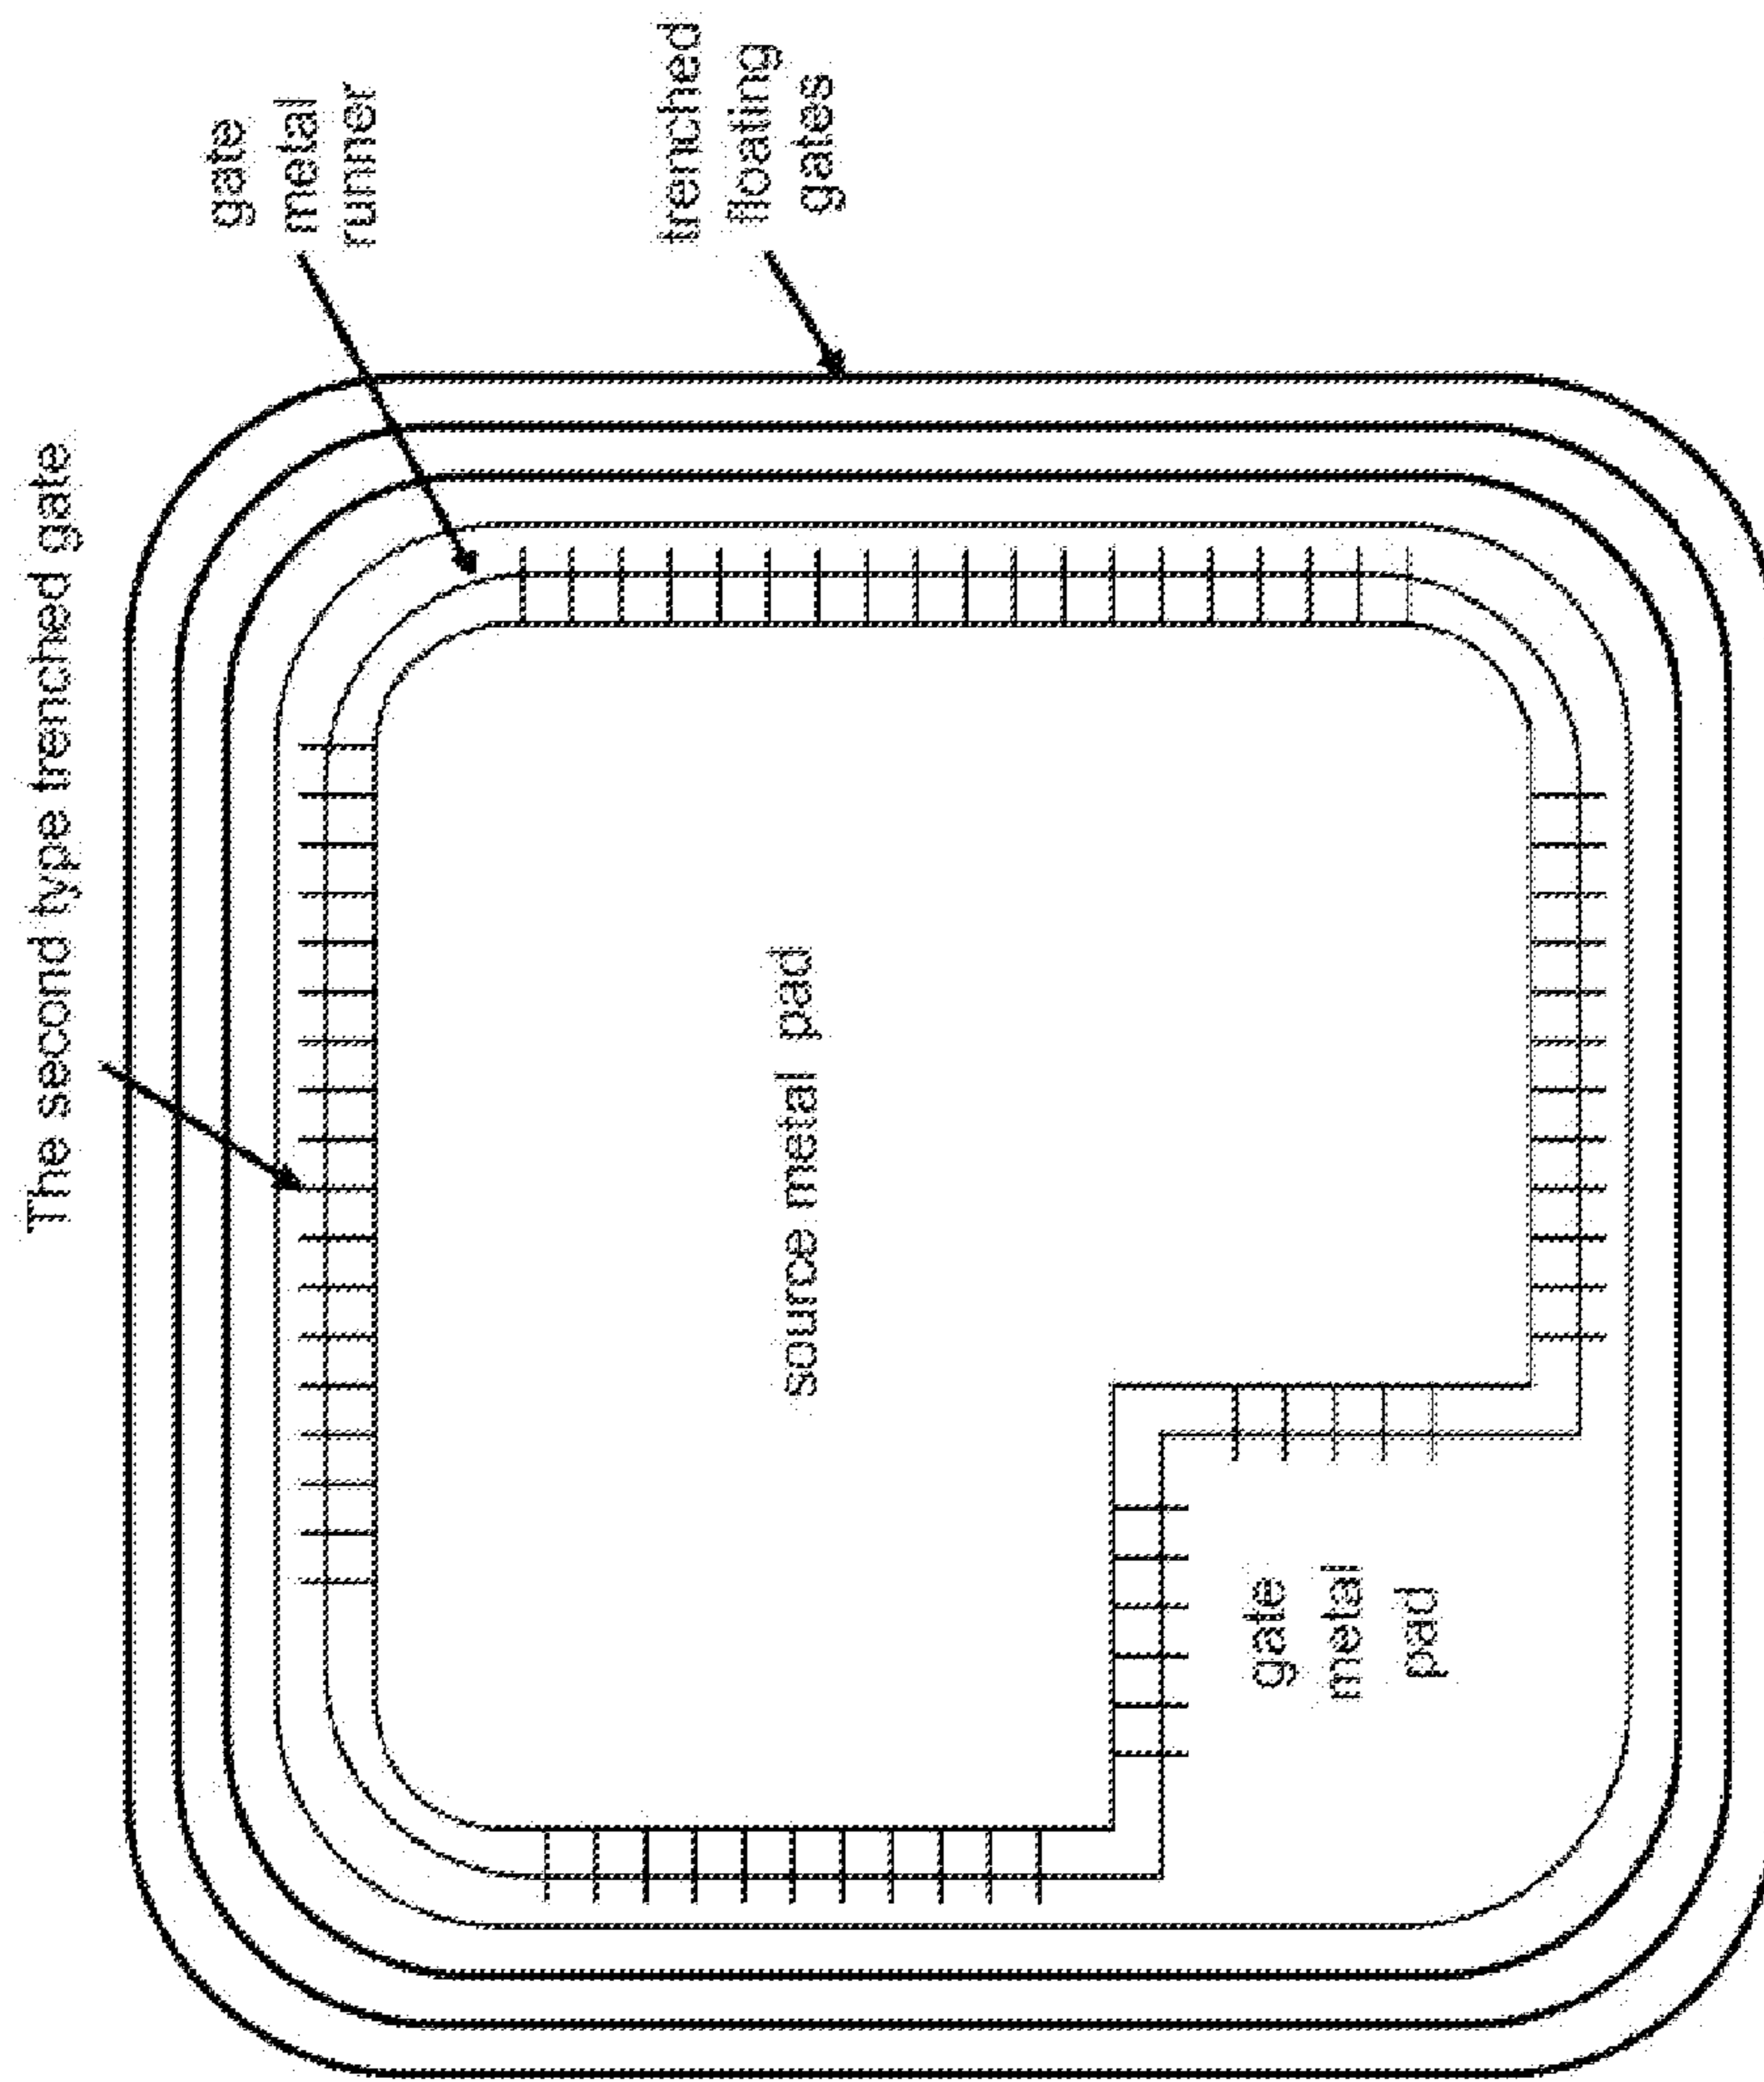 The second type trenched gate
gate
metal
runner
trenched
floating
gates
source metal pad
gate
metal
pad